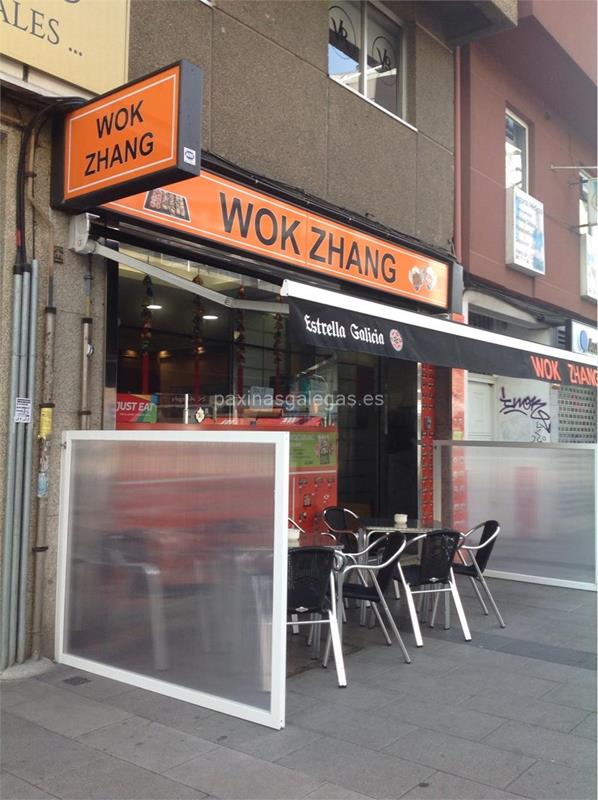 ALES ...
WOK
ZHANG
WOK ZHANG
Estrella Galicia
WOK ZHANG
JUST EAT
paxinasgalegas.es